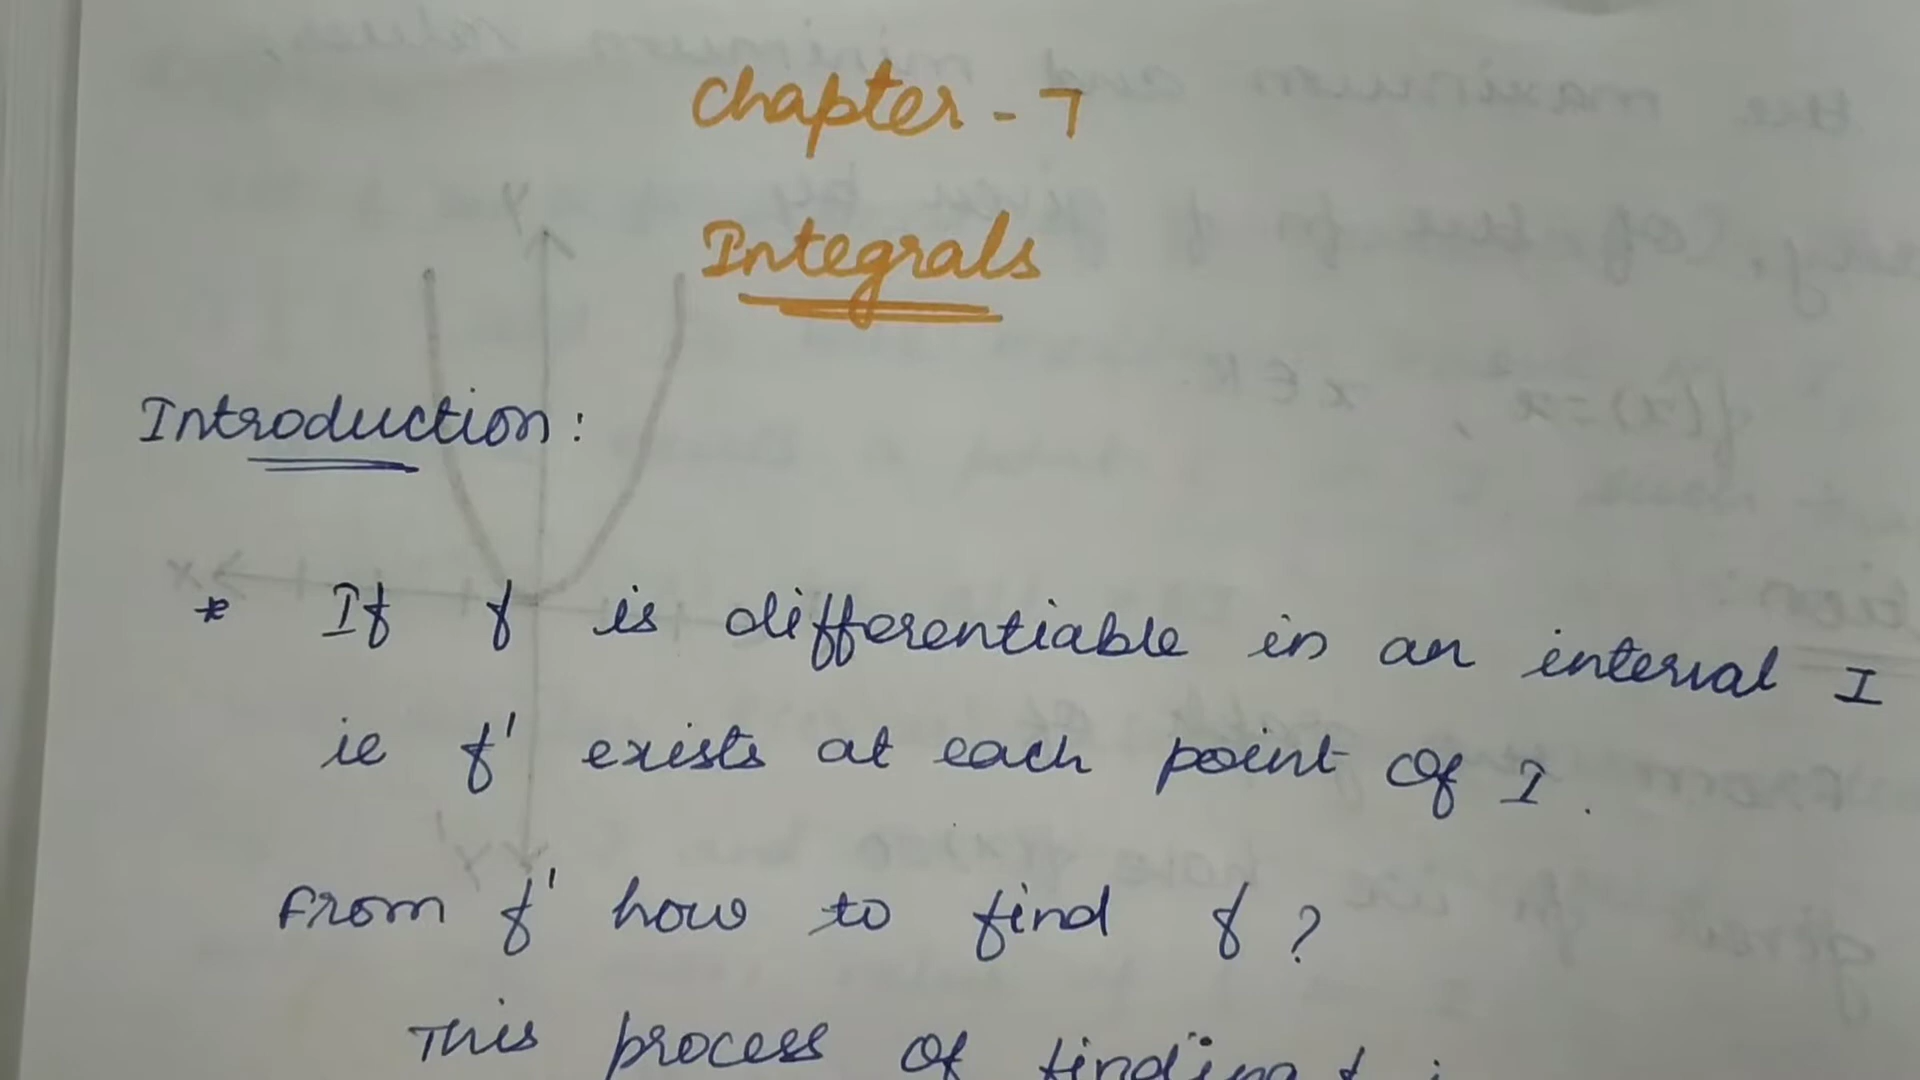 Chapter - 7
Integrals
Introduction :
* If f is differentiable in an interval I
ie f' exists at each point Of I .
From f' how to find f ?
This process Of finding f